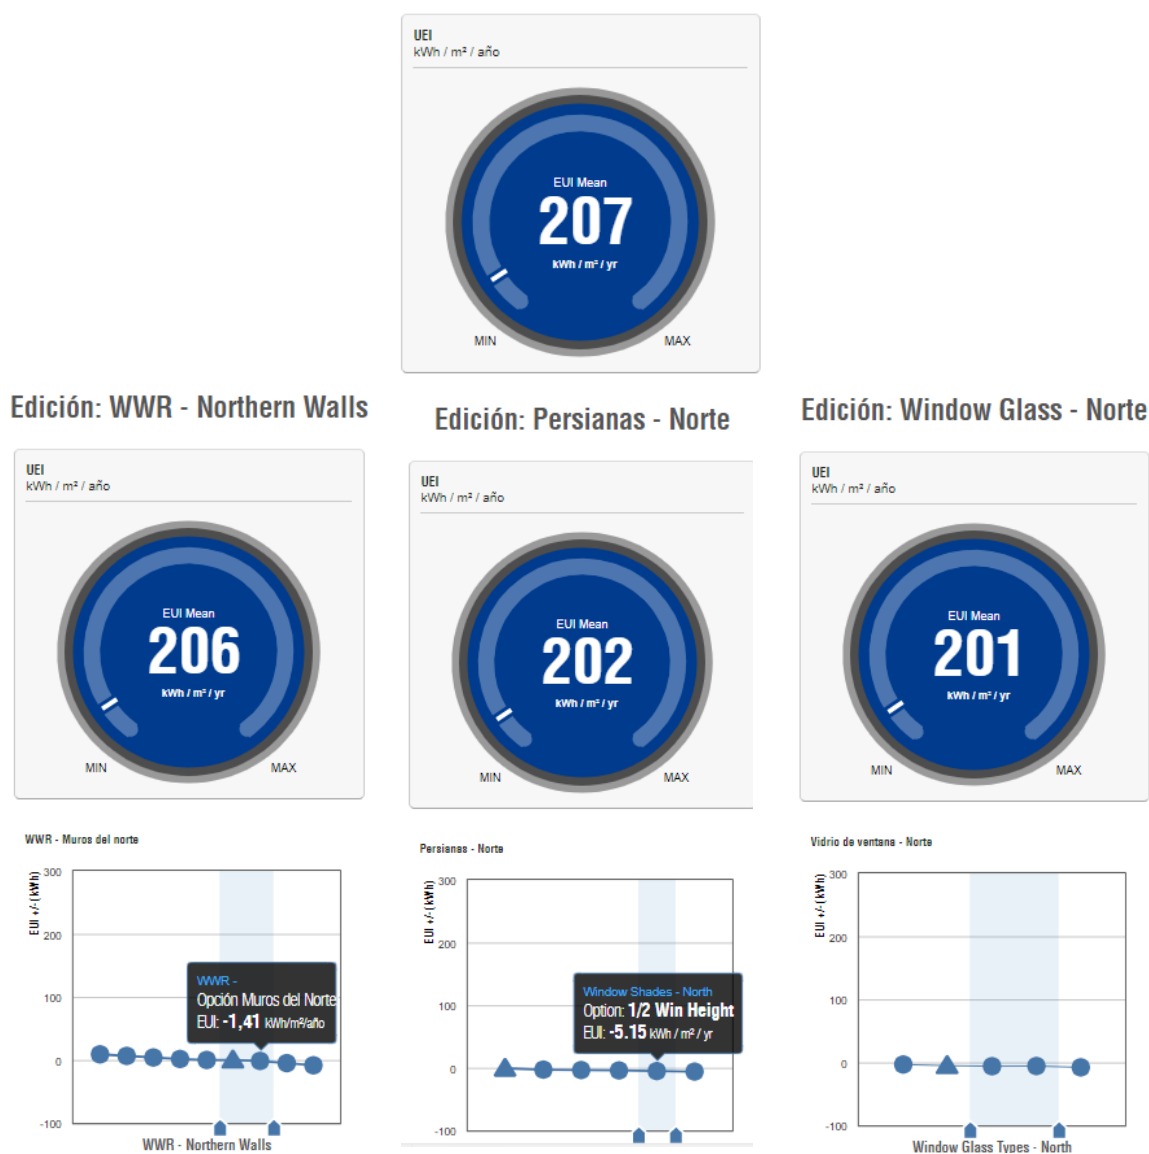 UEI
kWh / m² / año
EUI Mean
207
kWh / m² / yr
MIN
MAX
Edición: WWR - Northern Walls
UEI
kWh / m² / año
EUI Mean
206
kWh / m² / yr
MIN
MAX
WWR - Muros del norte
EUI +/- (kWh)
300
200
100
0
-100
WWR -
Opción Muros del Norte
EUI: -1,41 kWh/m²/año
WWR - Northern Walls
Edición: Persianas - Norte
UEI
kWh / m² / año
EUI Mean
202
kWh / m² / yr
MIN
MAX
Persianas - Norte
EUI +/- (kWh)
300
200
100
0
-100
Window Shades - North
Option: 1/2 Win Height
EUI: -5.15 kWh / m² / yr
Edición: Window Glass - Norte
UEI
kWh / m² / año
EUI Mean
201
kWh / m² / yr
MIN
MAX
Vidrio de ventana - Norte
EUI +/- (kWh)
300
200
100
0
-100
Window Glass Types - North